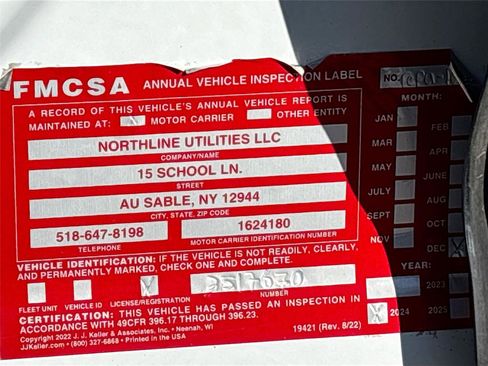 FMCSA ANNUAL VEHICLE INSPECTION LABEL NO.
A RECORD OF THIS VEHICLE'S ANNUAL VEHICLE REPORT IS
MAINTAINED AT: X MOTOR CARRIER OTHER ENTITY
NORTHLINE UTILITIES LLC
COMPANY/NAME
15 SCHOOL LN.
STREET
AU SABLE, NY 12944
CITY, STATE, ZIP CODE
518-647-8198 1624180
TELEPHONE MOTOR CARRIER IDENTIFICATION NUMBER
VEHICLE IDENTIFICATION: IF THE VEHICLE IS NOT READILY, CLEARLY,
AND PERMANENTLY MARKED, CHECK ONE AND COMPLETE.
FLEET UNIT VEHICLE ID LICENSE/REGISTRATION NUMBER
CERTIFICATION: THIS VEHICLE HAS PASSED AN INSPECTION IN
ACCORDANCE WITH 49CFR 396.17 THROUGH 396.23.
Copyright 2022 J. J. Keller & Associates, Inc. • Neenah, WI
JJKeller.com • (800) 327-6868 • Printed in the USA
19421 (Rev. 8/22)
MONTH:
JAN FEB
MAR APR
MAY JUNE
JULY AUG
SEPT OCT
NOV DEC X
YEAR:
2023
X 2024 2025